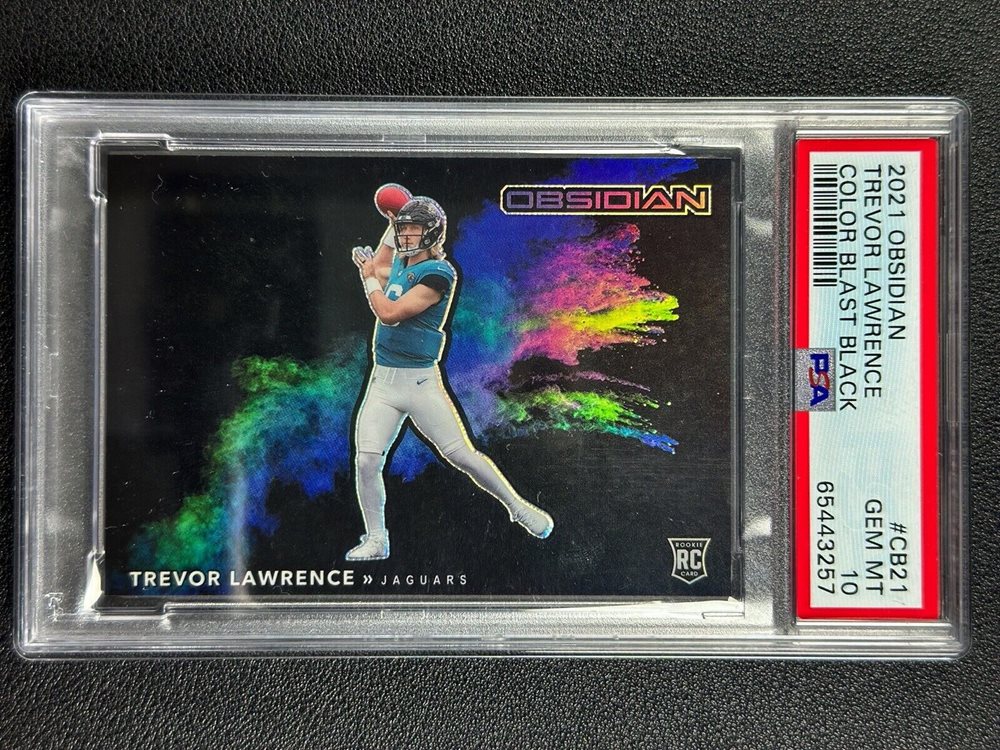 OBSIDIAN
TREVOR LAWRENCE » JAGUARS
ROOKIE
RC
CARD
2021 OBSIDIAN #CB21
TREVOR LAWRENCE GEM MT
COLOR BLAST BLACK 10
PSA 65443257